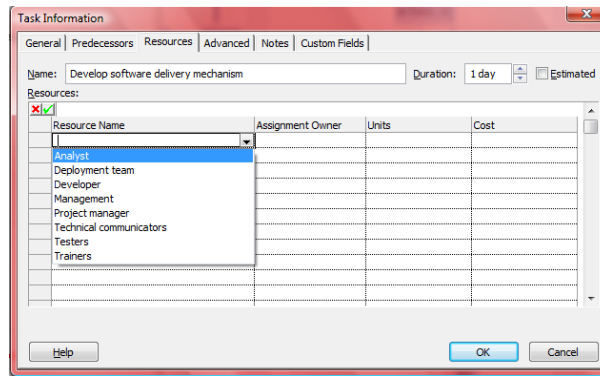 Task Information
General Predecessors Resources Advanced Notes Custom Fields
Name: Develop software delivery mechanism Duration: 1 day Estimated
Resources:
Resource Name Assignment Owner Units Cost
Analyst
Deployment team
Developer
Management
Project manager
Technical communicators
Testers
Trainers
Help OK Cancel